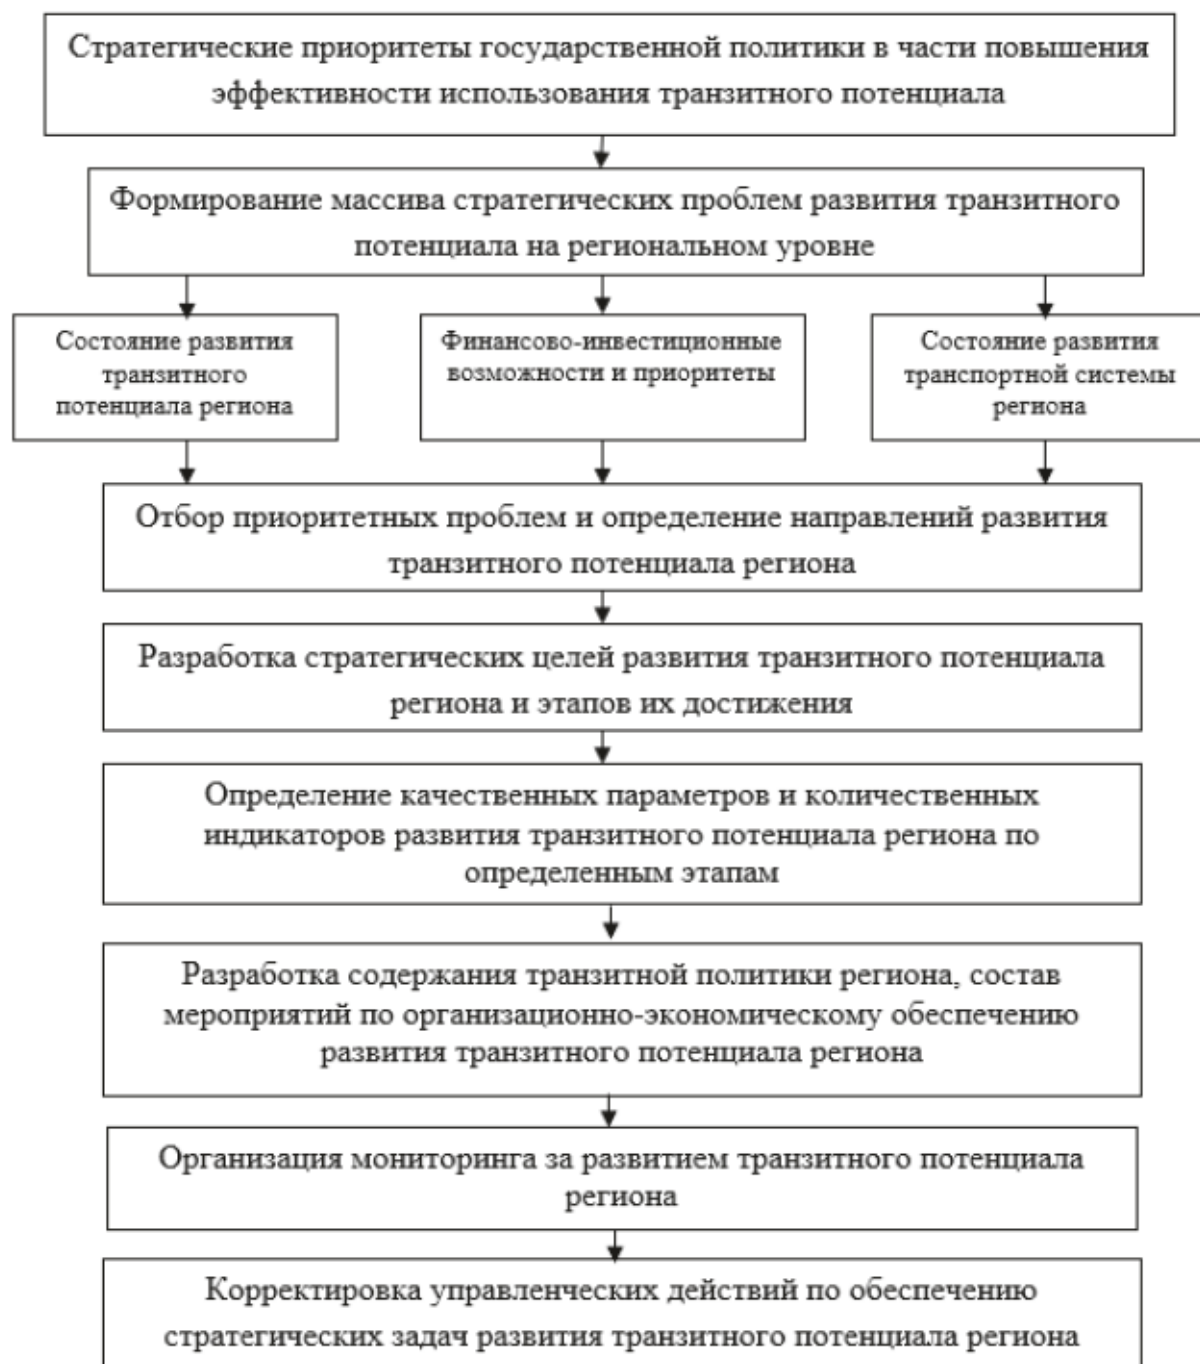 Стратегические приоритеты государственной политики в части повышения
эффективности использования транзитного потенциала
Формирование массива стратегических проблем развития транзитного
потенциала на региональном уровне
Состояние развития
транзитного
потенциала региона
Финансово-инвестиционные
возможности и приоритеты
Состояние развития
транспортной системы
региона
Отбор приоритетных проблем и определение направлений развития
транзитного потенциала региона
Разработка стратегических целей развития транзитного потенциала
региона и этапов их достижения
Определение качественных параметров и количественных
индикаторов развития транзитного потенциала региона по
определенным этапам
Разработка содержания транзитной политики региона, состав
мероприятий по организационно-экономическому обеспечению
развития транзитного потенциала региона
Организация мониторинга за развитием транзитного потенциала
региона
Корректировка управленческих действий по обеспечению
стратегических задач развития транзитного потенциала региона